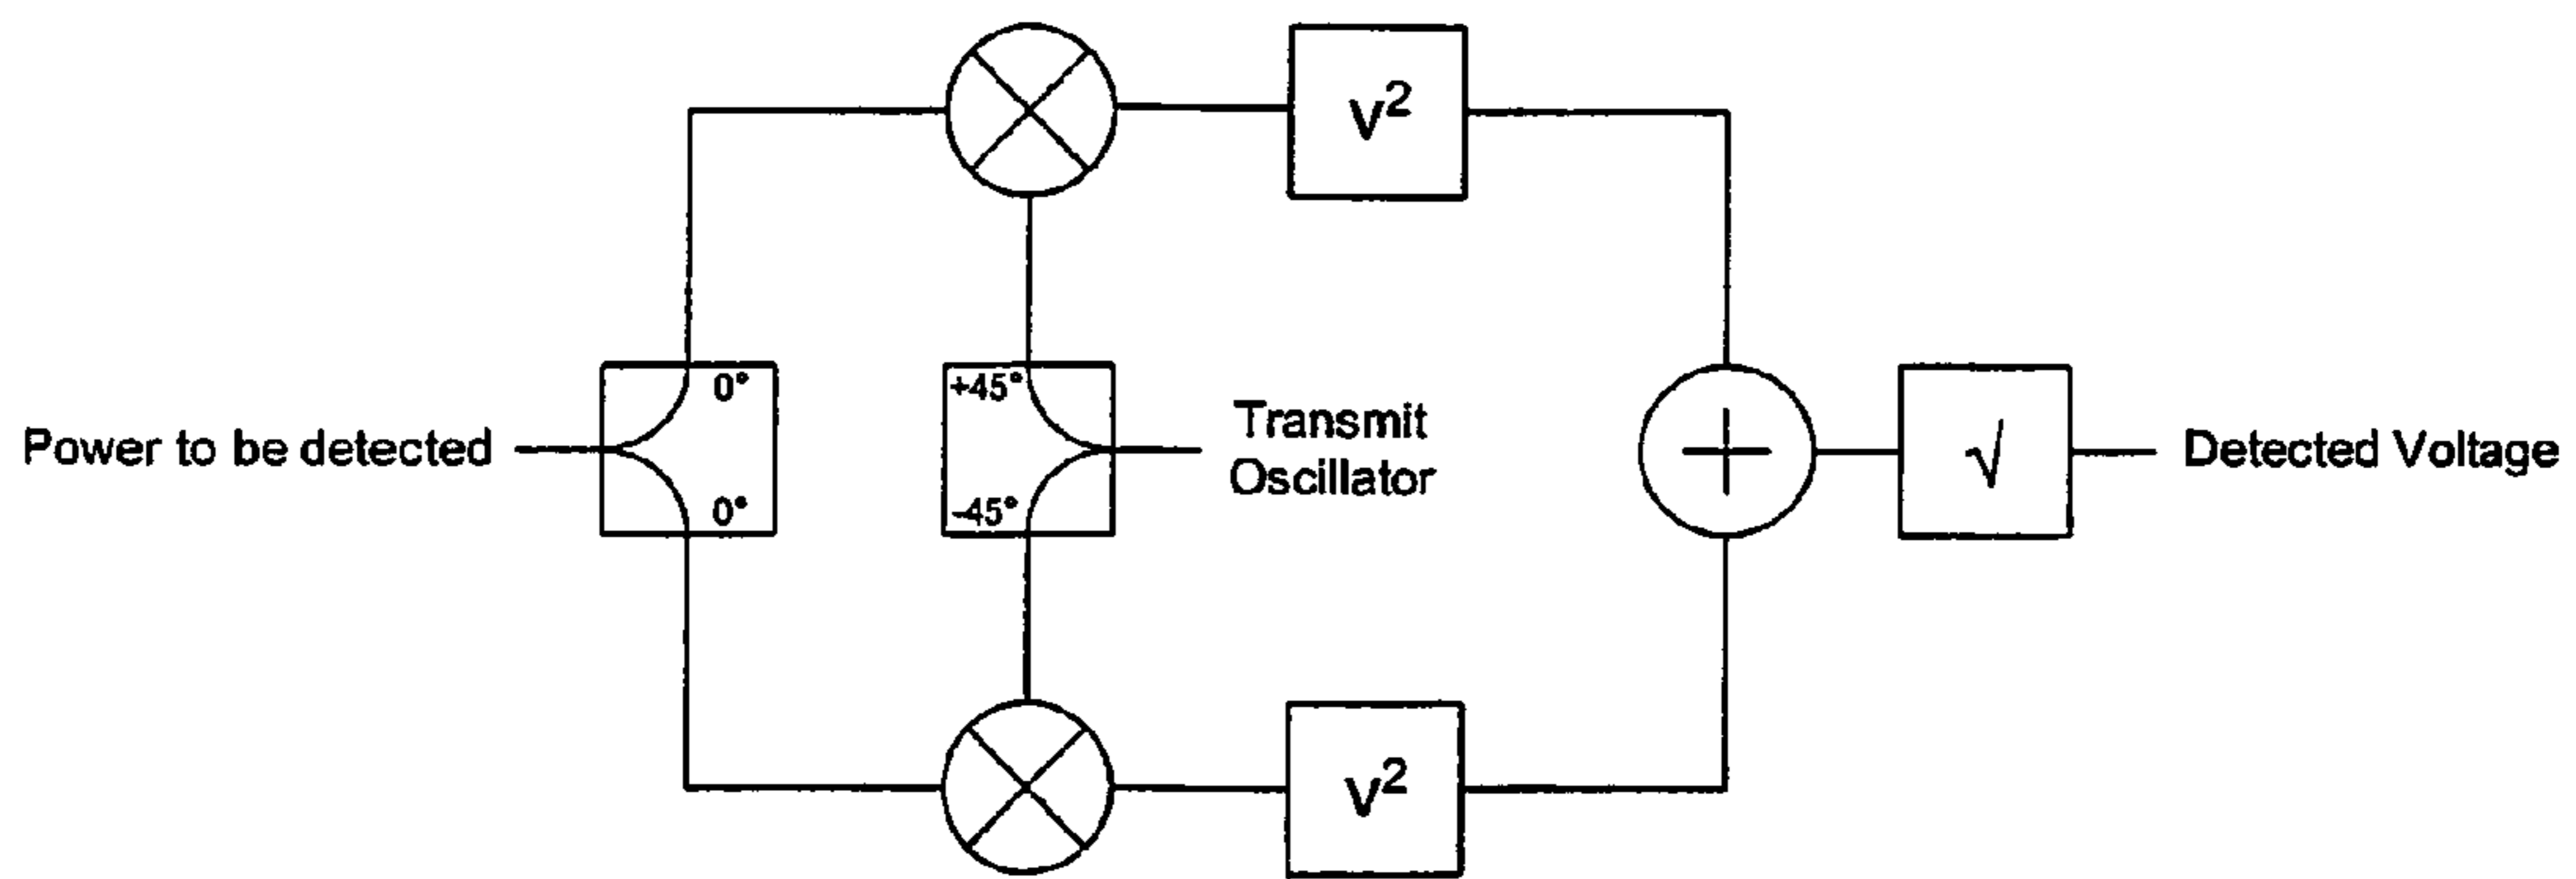 V²
0°
+45°
Transmit
Oscillator
Power to be detected
√
Detected Voltage
0°
-45°
V²